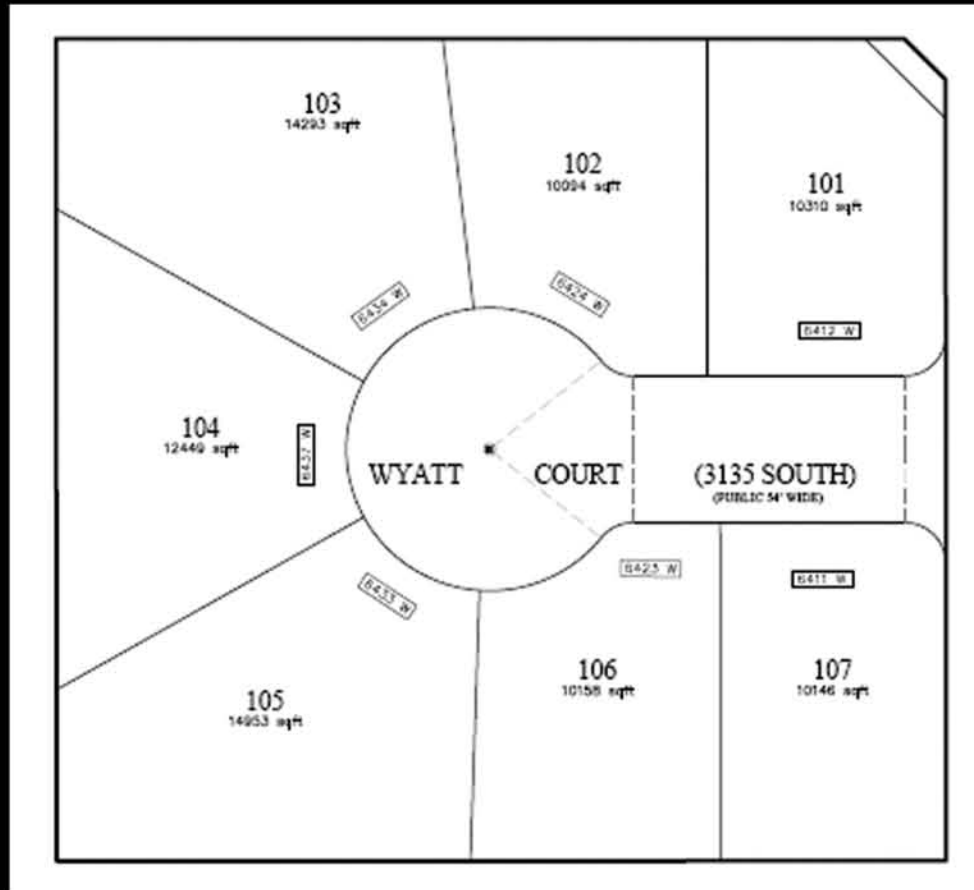 103
14293 sqft
102
10094 sqft
101
10310 sqft
6434 W
6424 W
6412 W
104
12449 sqft
6437 W
WYATT COURT (3135 SOUTH)
(PUBLIC 54' WIDE)
6433 W
6423 W
6411 W
105
14953 sqft
106
10158 sqft
107
10146 sqft